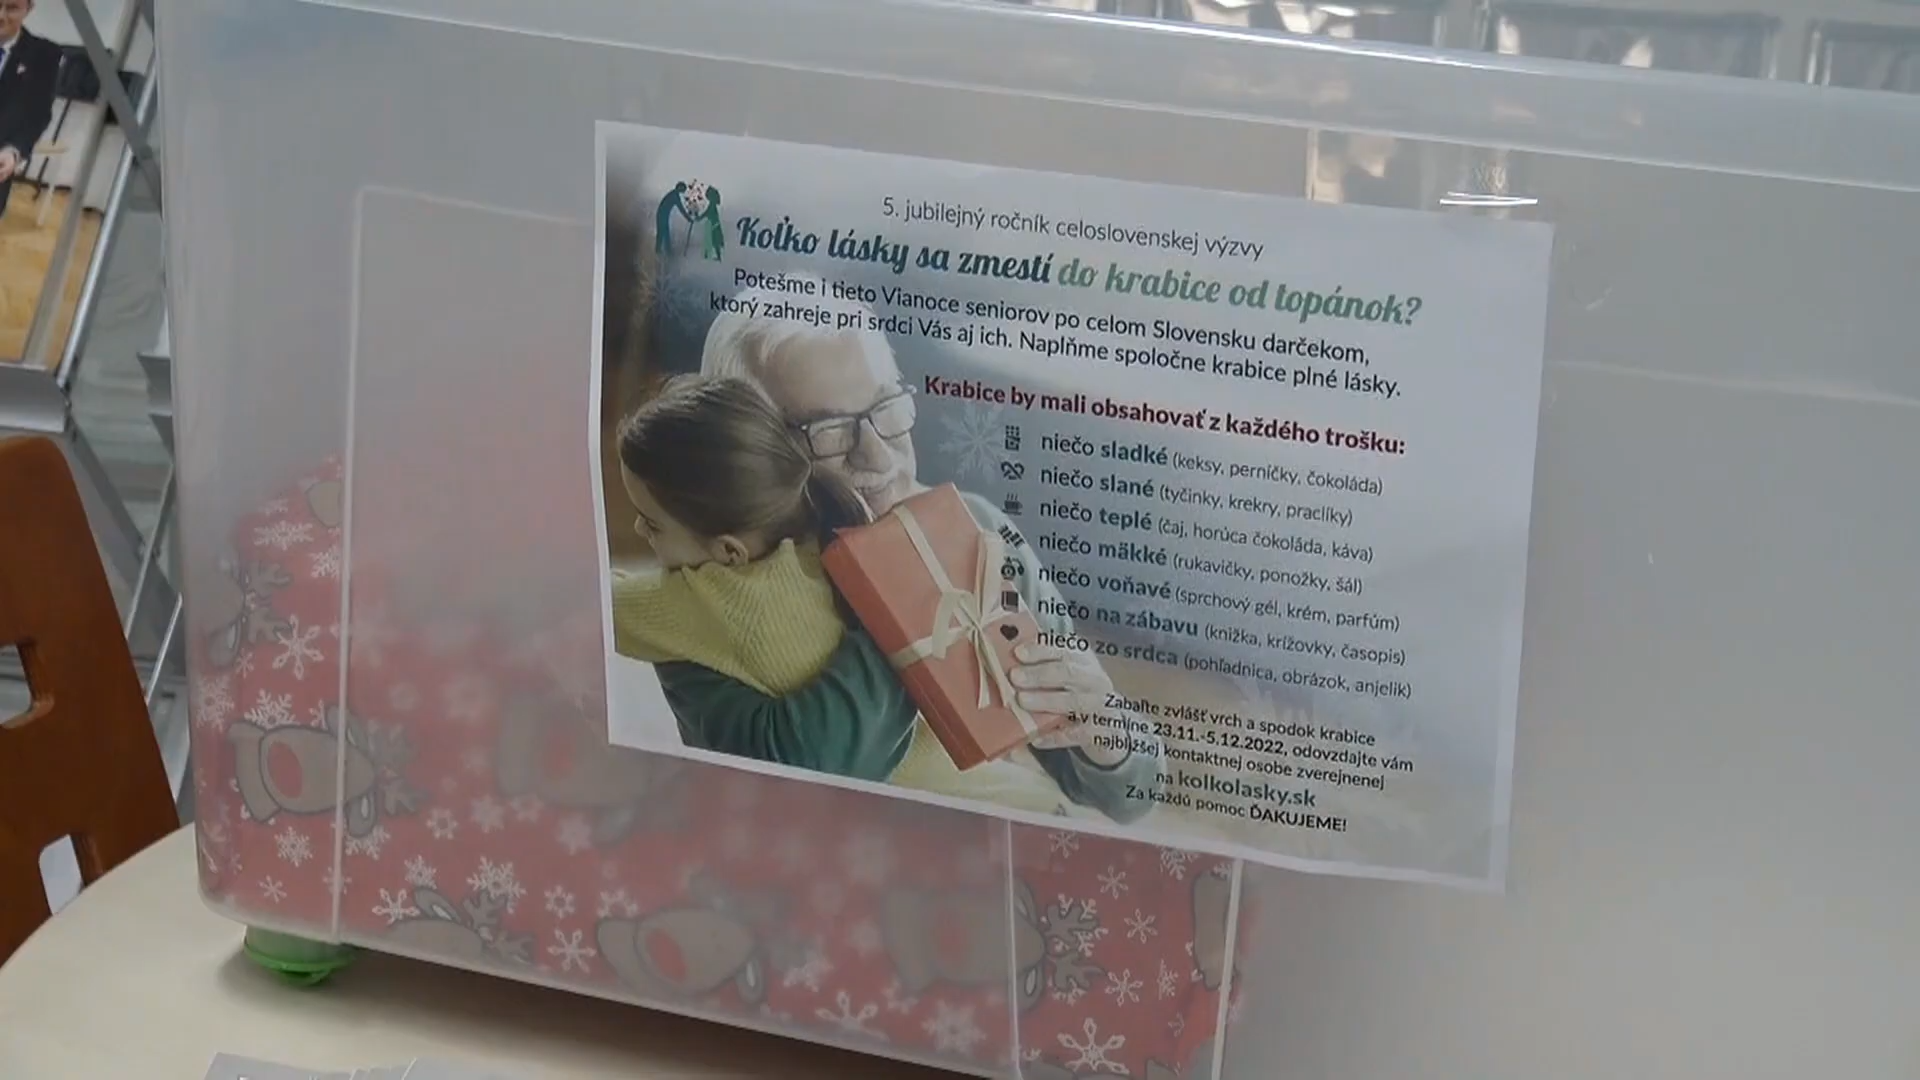 5. jubilejný ročník celoslovenskej výzvy
Koľko lásky sa zmestí do krabice od topánok?
Potešme i tieto Vianoce seniorov po celom Slovensku darčekom,
ktorý zahreje pri srdci Vás aj ich. Naplňme spoločne krabice plné lásky.
Krabice by mali obsahovať z každého trošku:
niečo sladké (keksy, perníčky, čokoláda)
niečo slané (tyčinky, krekry, praclíky)
niečo teplé (čaj, horúca čokoláda, káva)
niečo mäkké (rukavičky, ponožky, šál)
niečo voňavé (sprchový gél, krém, parfúm)
niečo na zábavu (knižka, krížovky, časopis)
niečo zo srdca (pohľadnica, obrázok, anjelik)
Zabaľte zvlášť vrch a spodok krabice
a v termíne 23.11.-5.12.2022, odovzdajte vám
najbližšej kontaktnej osobe zverejnenej
na kolkolasky.sk
Za každú pomoc ĎAKUJEME!